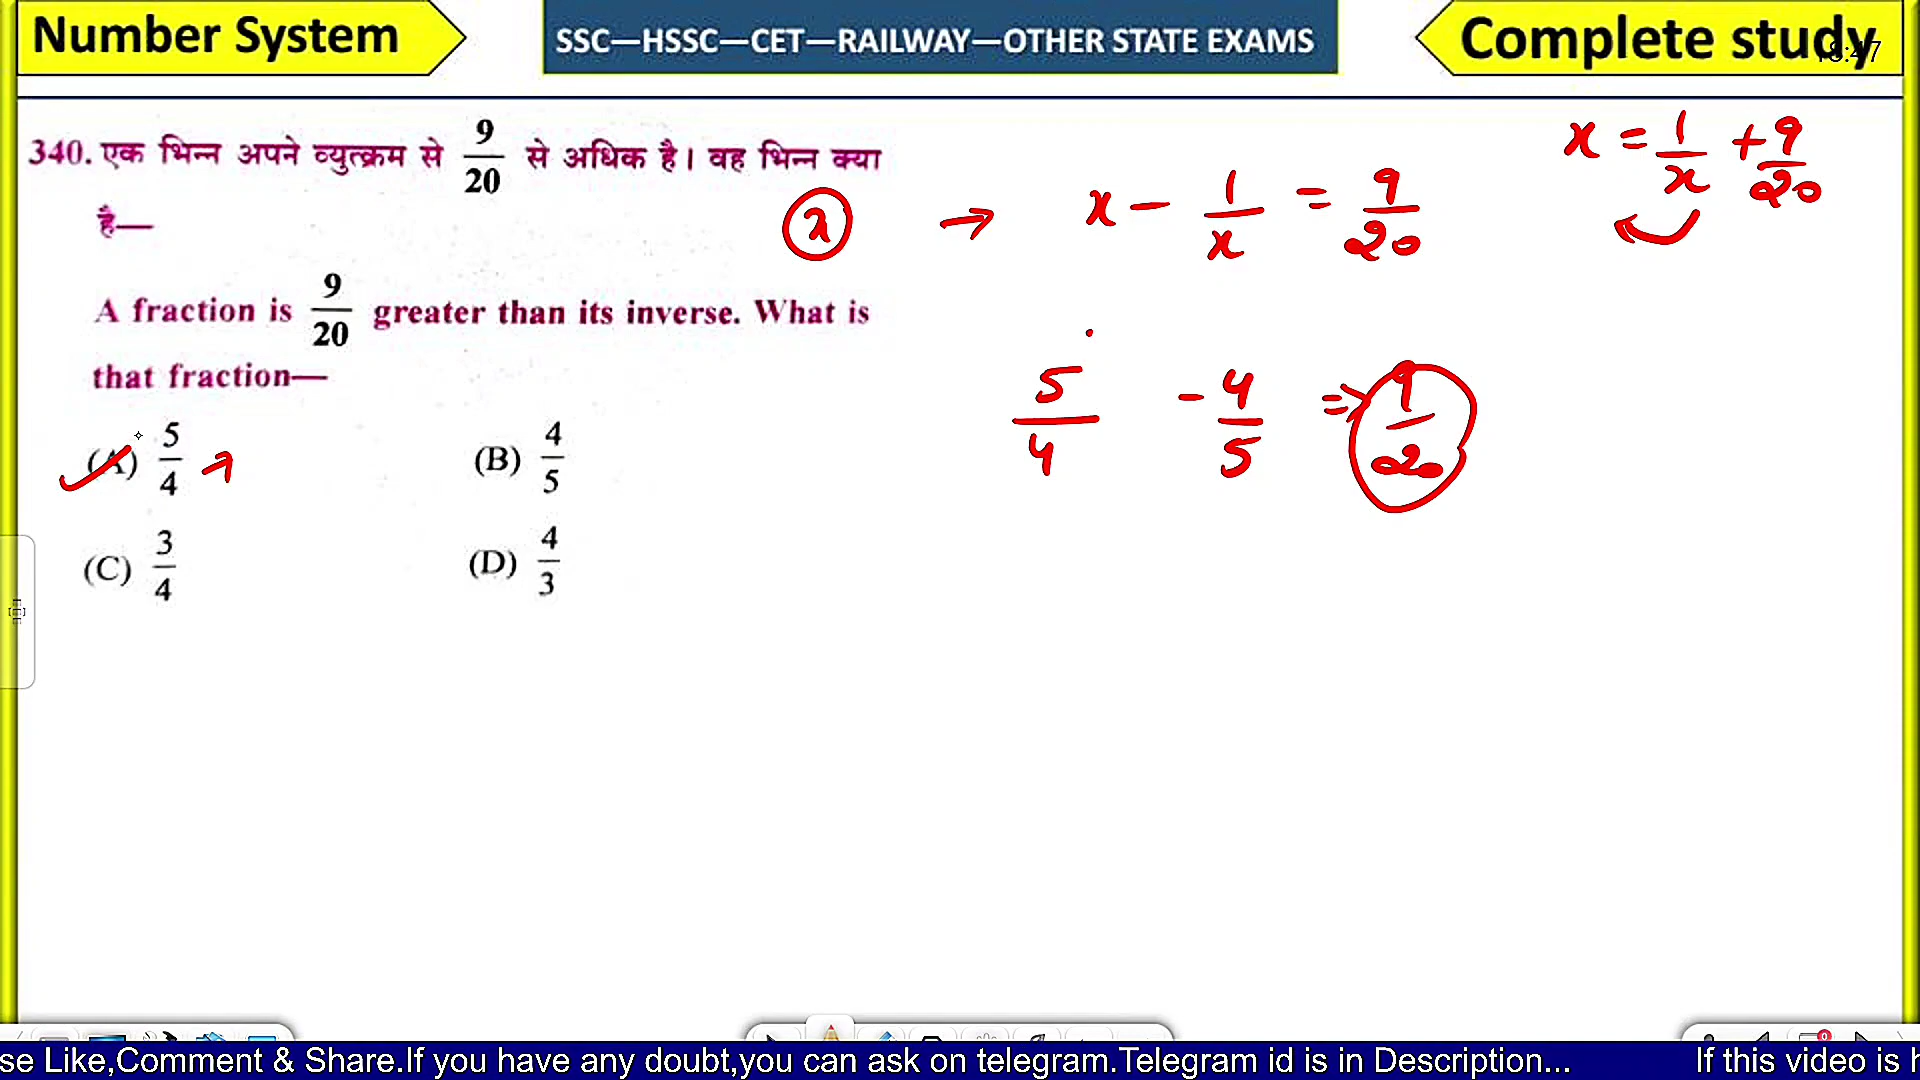 Number System
SSC—HSSC—CET—RAILWAY—OTHER STATE EXAMS
Complete study
340. एक भिन्न अपने व्युत्क्रम से 9/20 से अधिक है। वह भिन्न क्या
है—
A fraction is 9/20 greater than its inverse. What is
that fraction—
(A) 5/4
(B) 4/5
(C) 3/4
(D) 4/3
x = 1/x + 9/20
x → x - 1/x = 9/20
5/4 - 4/5 ⇒ 9/20
se Like,Comment & Share.If you have any doubt,you can ask on telegram.Telegram id is in Description... If this video is h